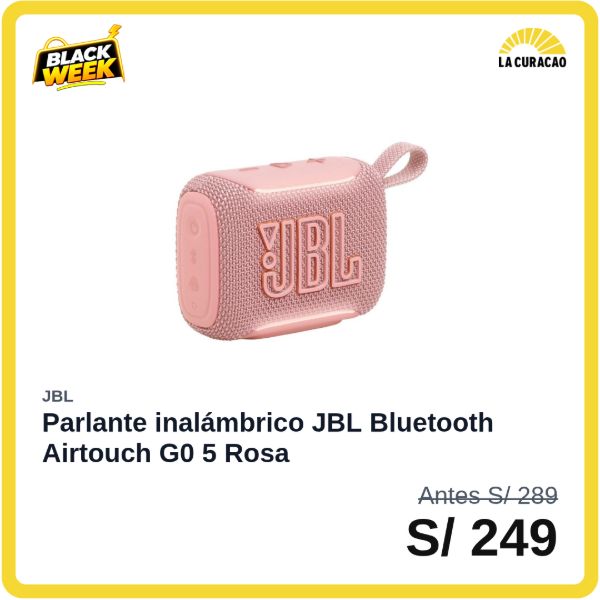 BLACK
WEEK
LA CURACAO
JBL
JBL
Parlante inalámbrico JBL Bluetooth
Airtouch G0 5 Rosa
Antes S/ 289
S/ 249